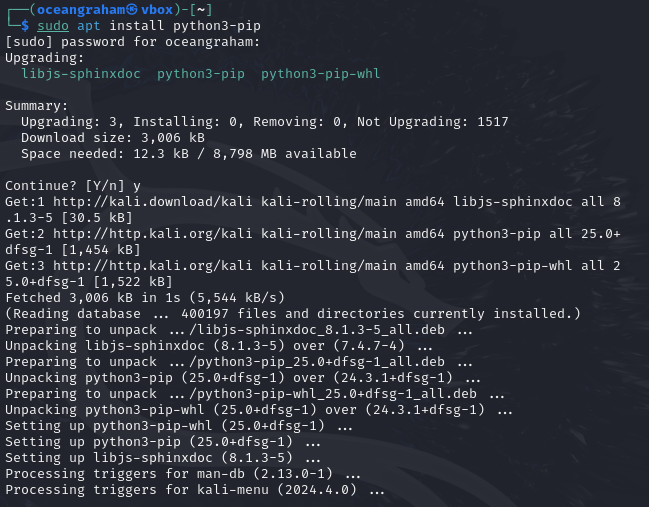 ┌──(oceangraham㉿vbox)-[~]
└─$ sudo apt install python3-pip
[sudo] password for oceangraham:
Upgrading:
  libjs-sphinxdoc  python3-pip  python3-pip-whl

Summary:
  Upgrading: 3, Installing: 0, Removing: 0, Not Upgrading: 1517
  Download size: 3,006 kB
  Space needed: 12.3 kB / 8,798 MB available

Continue? [Y/n] y
Get:1 http://kali.download/kali kali-rolling/main amd64 libjs-sphinxdoc all 8
.1.3-5 [30.5 kB]
Get:2 http://http.kali.org/kali kali-rolling/main amd64 python3-pip all 25.0+
dfsg-1 [1,454 kB]
Get:3 http://http.kali.org/kali kali-rolling/main amd64 python3-pip-whl all 2
5.0+dfsg-1 [1,522 kB]
Fetched 3,006 kB in 1s (5,544 kB/s)
(Reading database ... 400197 files and directories currently installed.)
Preparing to unpack .../libjs-sphinxdoc_8.1.3-5_all.deb ...
Unpacking libjs-sphinxdoc (8.1.3-5) over (7.4.7-4) ...
Preparing to unpack .../python3-pip_25.0+dfsg-1_all.deb ...
Unpacking python3-pip (25.0+dfsg-1) over (24.3.1+dfsg-1) ...
Preparing to unpack .../python3-pip-whl_25.0+dfsg-1_all.deb ...
Unpacking python3-pip-whl (25.0+dfsg-1) over (24.3.1+dfsg-1) ...
Setting up python3-pip-whl (25.0+dfsg-1) ...
Setting up python3-pip (25.0+dfsg-1) ...
Setting up libjs-sphinxdoc (8.1.3-5) ...
Processing triggers for man-db (2.13.0-1) ...
Processing triggers for kali-menu (2024.4.0) ...